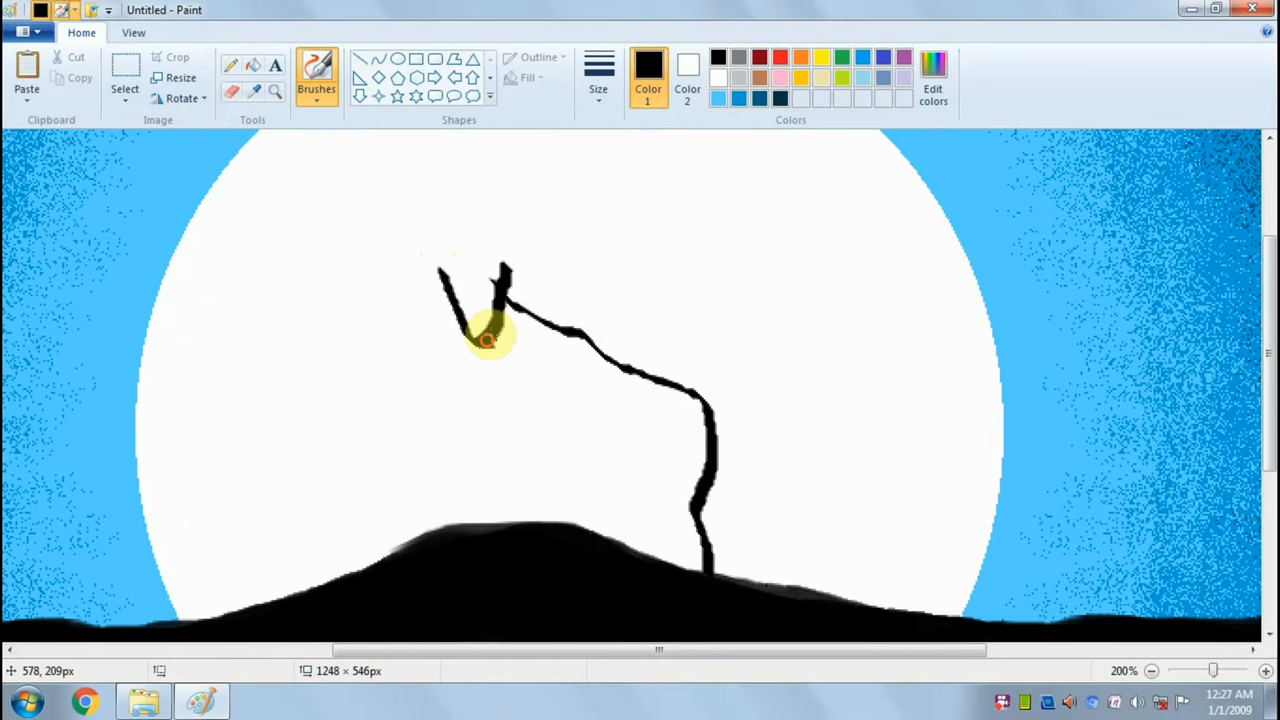 Untitled - Paint
Home View
Paste Cut Copy
Clipboard
Select Crop Resize Rotate
Image
A
Tools
Brushes
Outline Fill
Shapes
Size
Color 1
Color 2
Edit colors
Colors
578, 209px
1248 × 546px
200%
12:27 AM
1/1/2009